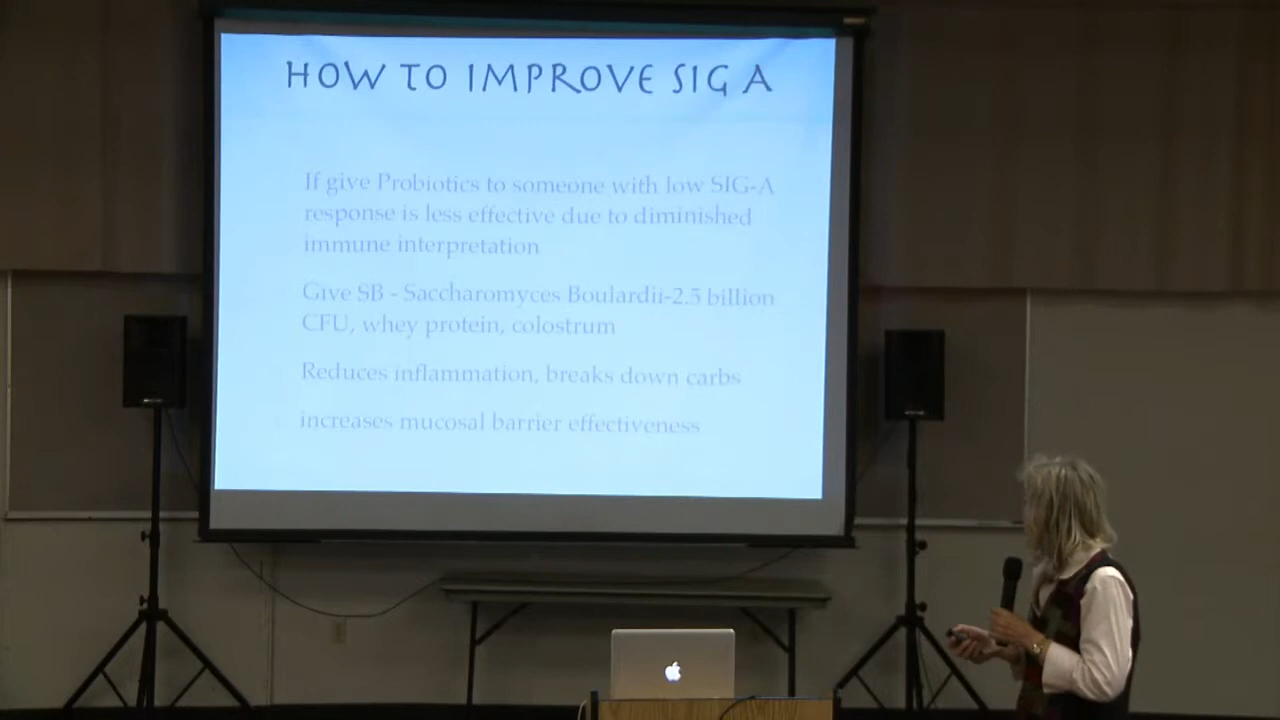 HOW TO IMPROVE SIG A
If give Probiotics to someone with low SIG-A
response is less effective due to diminished
immune interpretation
Give SB - Saccharomyces Boulardii-2.5 billion
CFU, whey protein, colostrum
Reduces inflammation, breaks down carbs
increases mucosal barrier effectiveness